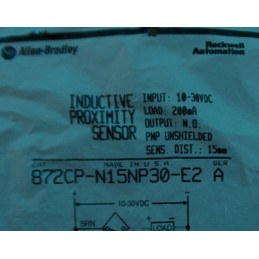 Allen-Bradley
Rockwell Automation
INDUCTIVE PROXIMITY SENSOR
INPUT: 10-30VDC
LOAD: 200mA
OUTPUT: N.O.
PNP UNSHIELDED
SENS. DIST.: 15mm
CAT MADE IN U S A SER
872CP-N15NP30-E2 A
10-30VDC
BRN
LOAD